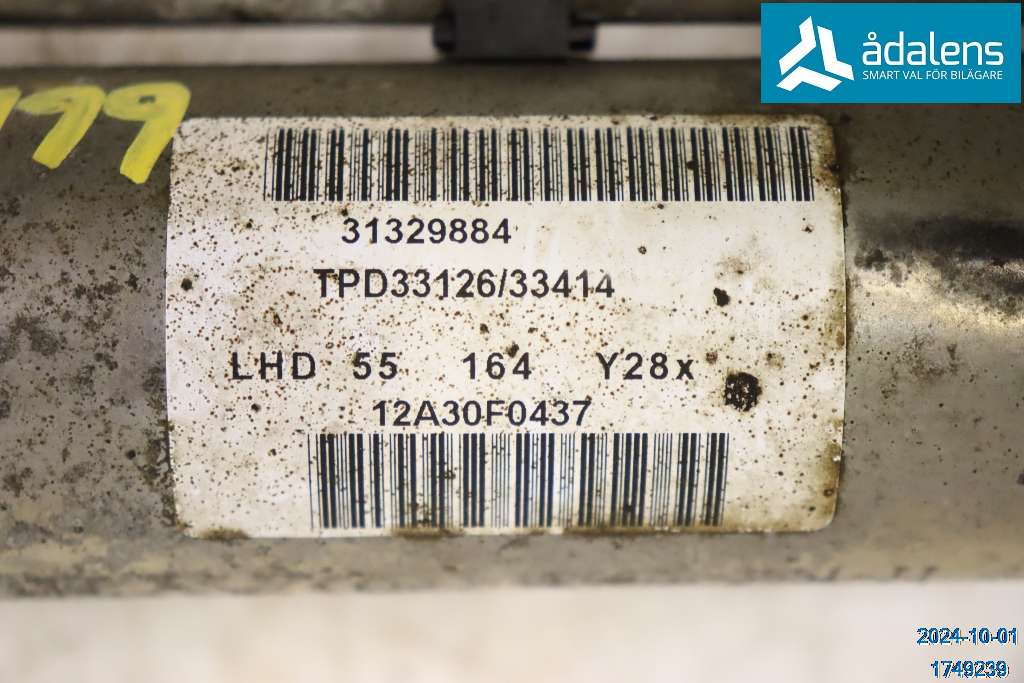 ådalens
SMART VAL FÖR BILÄGARE
31329884
TPD33126/33414
LHD 55 164 Y28x
12A30F0437
2024-10-01
1749239